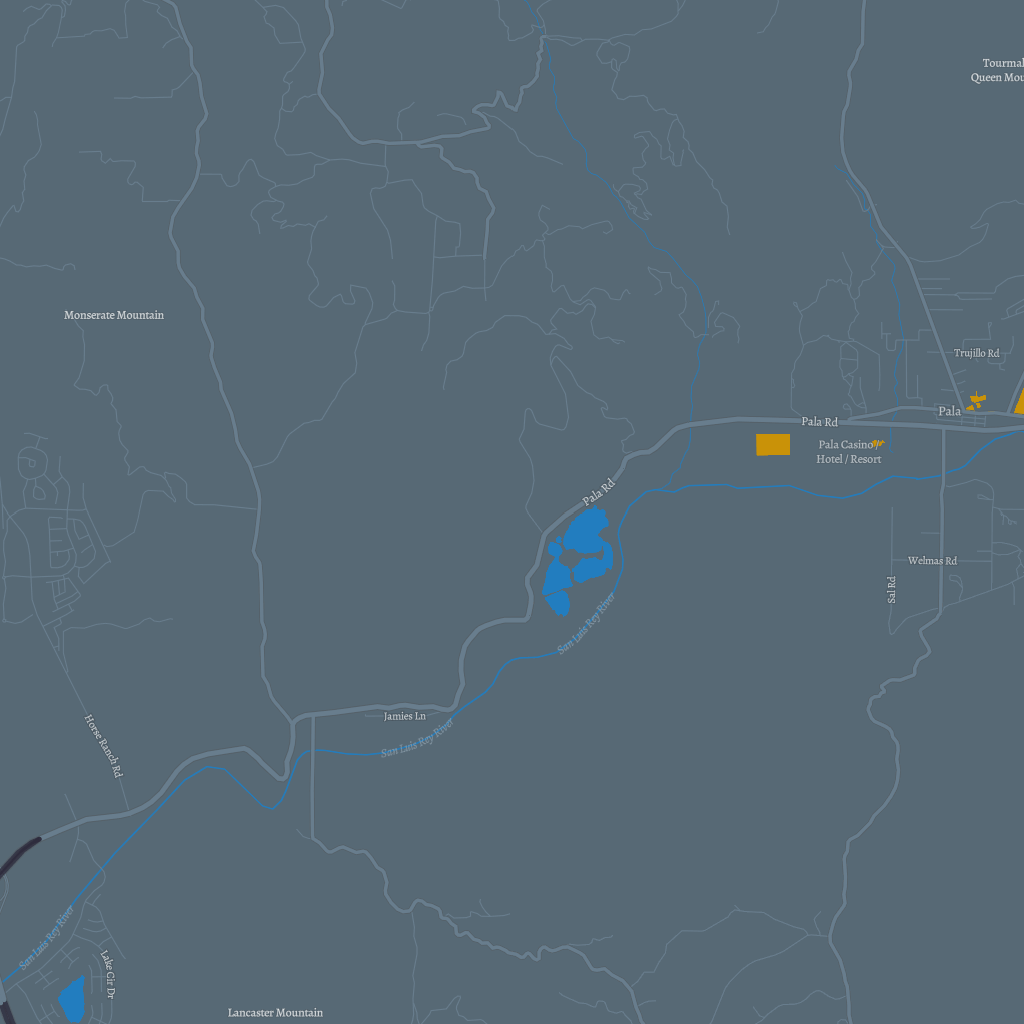 Tourmal
Queen Mou
Monserate Mountain
Trujillo Rd
Pala
Pala Rd
Pala Casino
Hotel / Resort
Pala Rd
Welmas Rd
Sal Rd
San Luis Rey River
Jamies Ln
San Luis Rey River
Horse Ranch Rd
San Luis Rey River
Lake Cir Dr
Lancaster Mountain